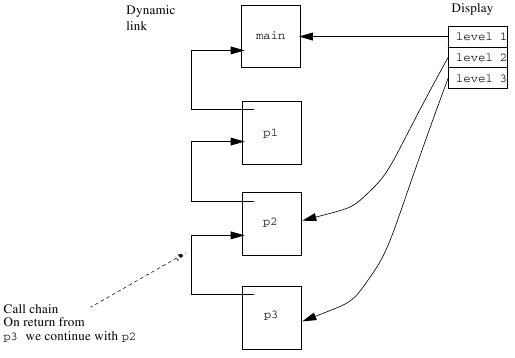 Dynamic
link
Display
main
level 1
level 2
level 3
p1
p2
p3
Call chain
On return from
p3 we continue with p2